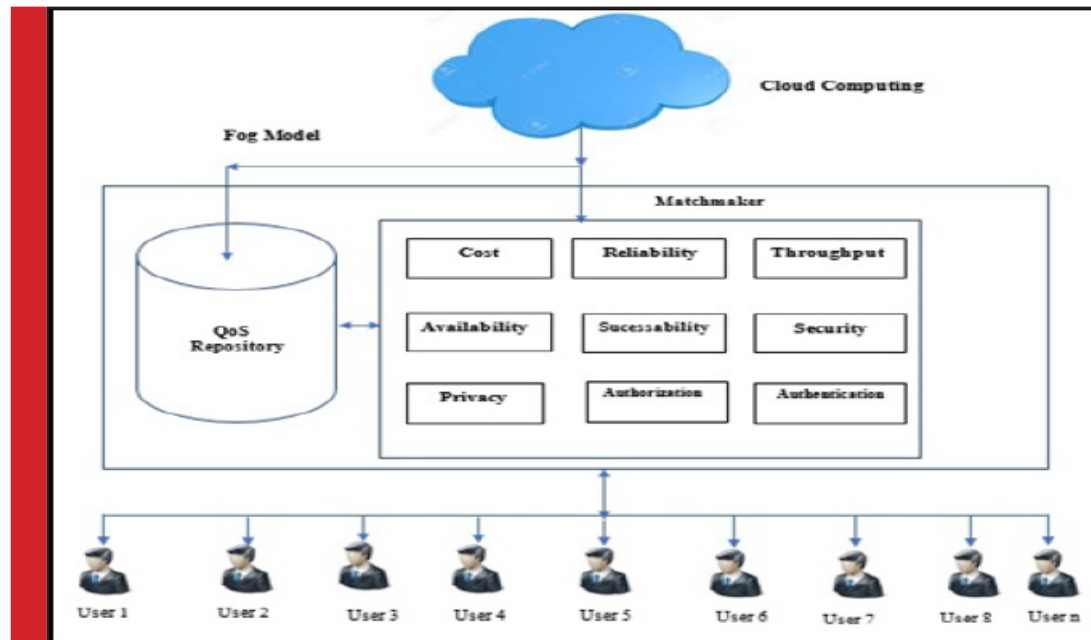 Cloud Computing
Fog Model
Matchmaker
Cost
Reliability
Throughput
QoS
Repository
Availability
Sucessability
Security
Privacy
Authorization
Authentication
User 1
User 2
User 3
User 4
User 5
User 6
User 7
User 8
User n